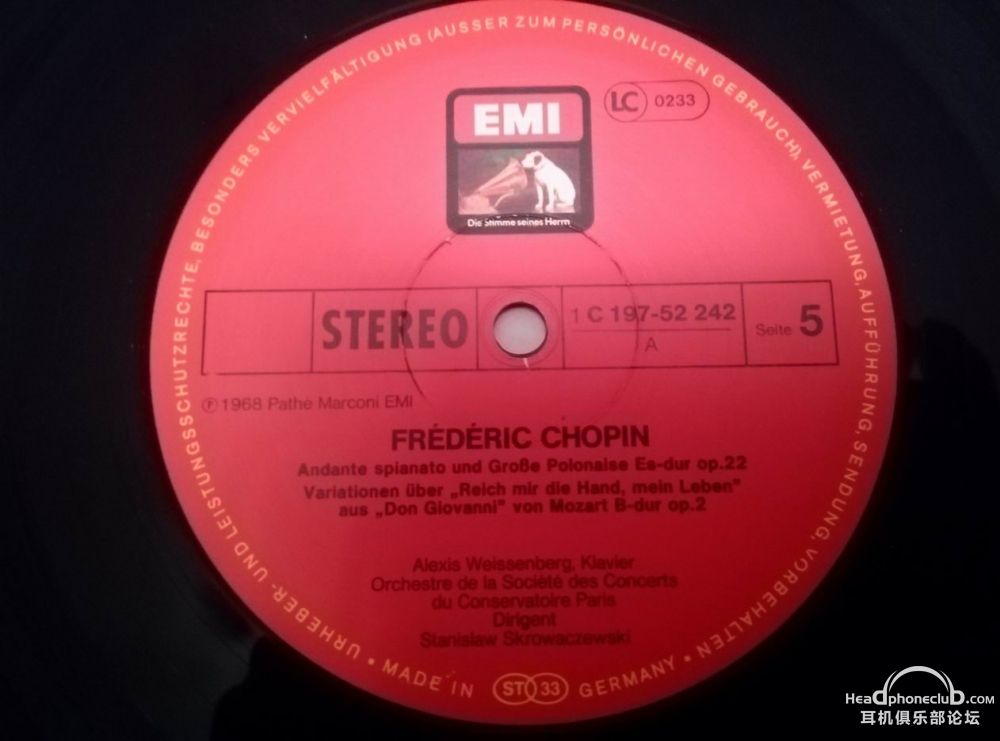 URHEBER- UND LEISTUNGSSCHUTZRECHTE, BESONDERS VERVIELFÄLTIGUNG (AUSSER ZUM PERSÖNLICHEN GEBRAUCH), VERMIETUNG, AUFFÜHRUNG, SENDUNG, VORBEHALTEN
EMI
LC 0233
Die Stimme seines Herrn
STEREO
1 C 197-52 242
A
Seite 5
℗ 1968 Pathé Marconi EMI
FRÉDÉRIC CHOPIN
Andante spianato und Große Polonaise Es-dur op.22
Variationen über „Reich mir die Hand, mein Leben"
aus „Don Giovanni" von Mozart B-dur op.2
Alexis Weissenberg, Klavier
Orchestre de la Société des Concerts
du Conservatoire Paris
Dirigent
Stanislaw Skrowaczewski
• MADE IN ST 33 GERMANY •
Headphoneclub.com
耳机俱乐部论坛